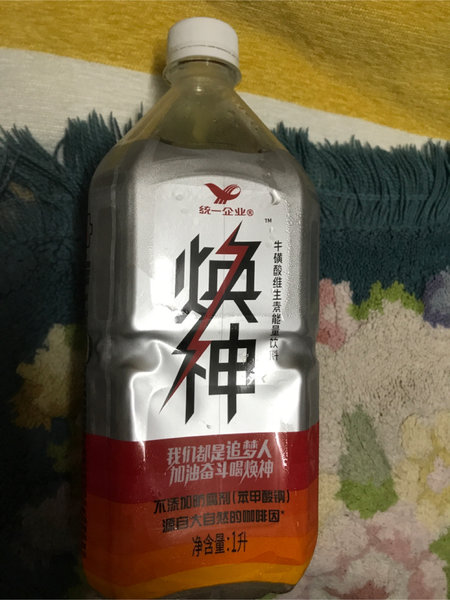 统一企业®
焕神™
牛磺酸维生素能量饮料
我们都是追梦人
加油奋斗喝焕神
不添加防腐剂(苯甲酸钠)
源自大自然的咖啡因*
净含量:1升